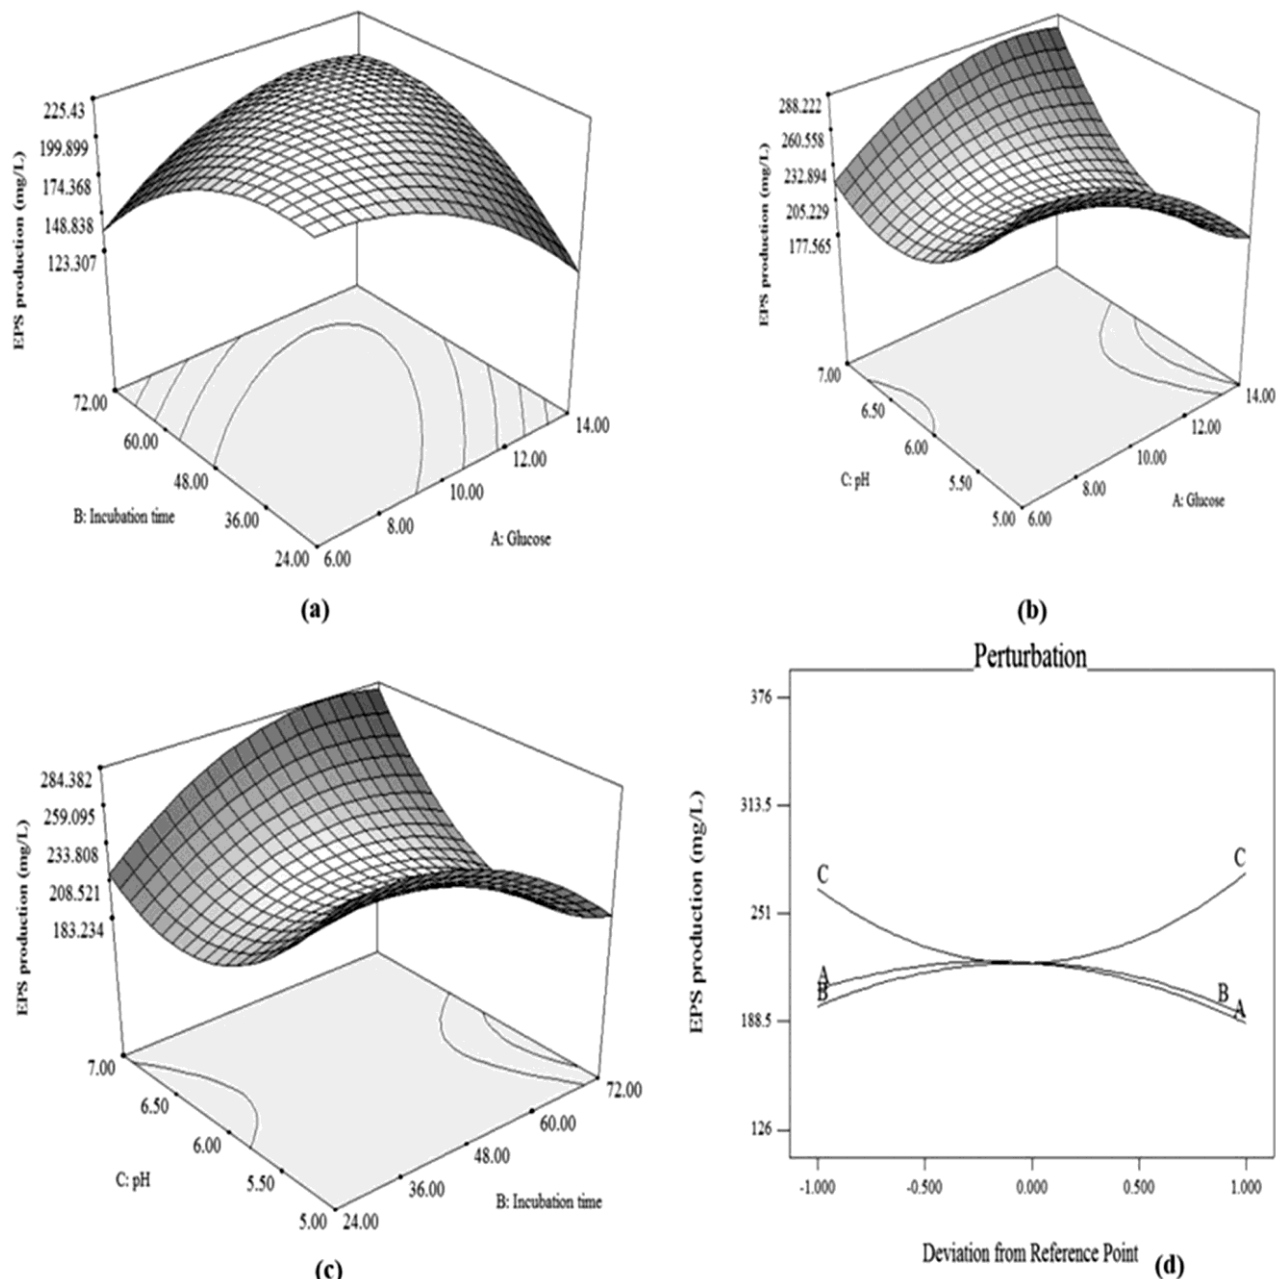 225.43
199.899
174.368
148.838
123.307
EPS production (mg/L)
72.00
60.00
48.00
36.00
24.00
B: Incubation time
6.00
8.00
10.00
12.00
14.00
A: Glucose
(a)
288.222
260.558
232.894
205.229
177.565
EPS production (mg/L)
7.00
6.50
6.00
5.50
5.00
C: pH
6.00
8.00
10.00
12.00
14.00
A: Glucose
(b)
284.382
259.095
233.808
208.521
183.234
EPS production (mg/L)
7.00
6.50
6.00
5.50
5.00
C: pH
24.00
36.00
48.00
60.00
72.00
B: Incubation time
(c)
Perturbation
376
313.5
251
188.5
126
EPS production (mg/L)
C
C
A
B
B
A
-1.000
-0.500
0.000
0.500
1.000
Deviation from Reference Point
(d)